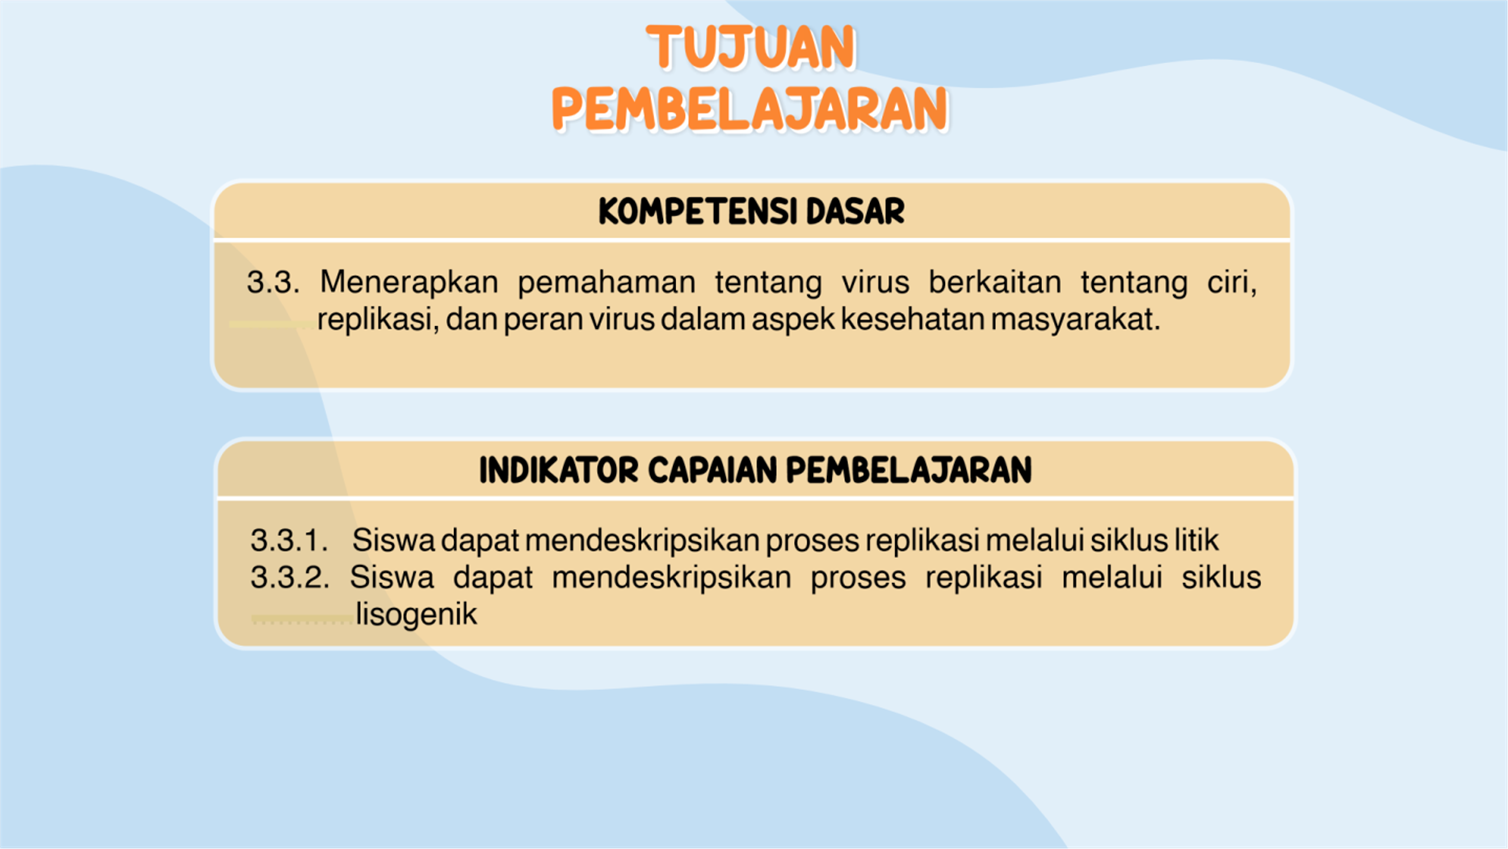 TUJUAN
PEMBELAJARAN
KOMPETENSI DASAR
3.3. Menerapkan pemahaman tentang virus berkaitan tentang ciri,
replikasi, dan peran virus dalam aspek kesehatan masyarakat.
INDIKATOR CAPAIAN PEMBELAJARAN
3.3.1. Siswa dapat mendeskripsikan proses replikasi melalui siklus litik
3.3.2. Siswa dapat mendeskripsikan proses replikasi melalui siklus
lisogenik